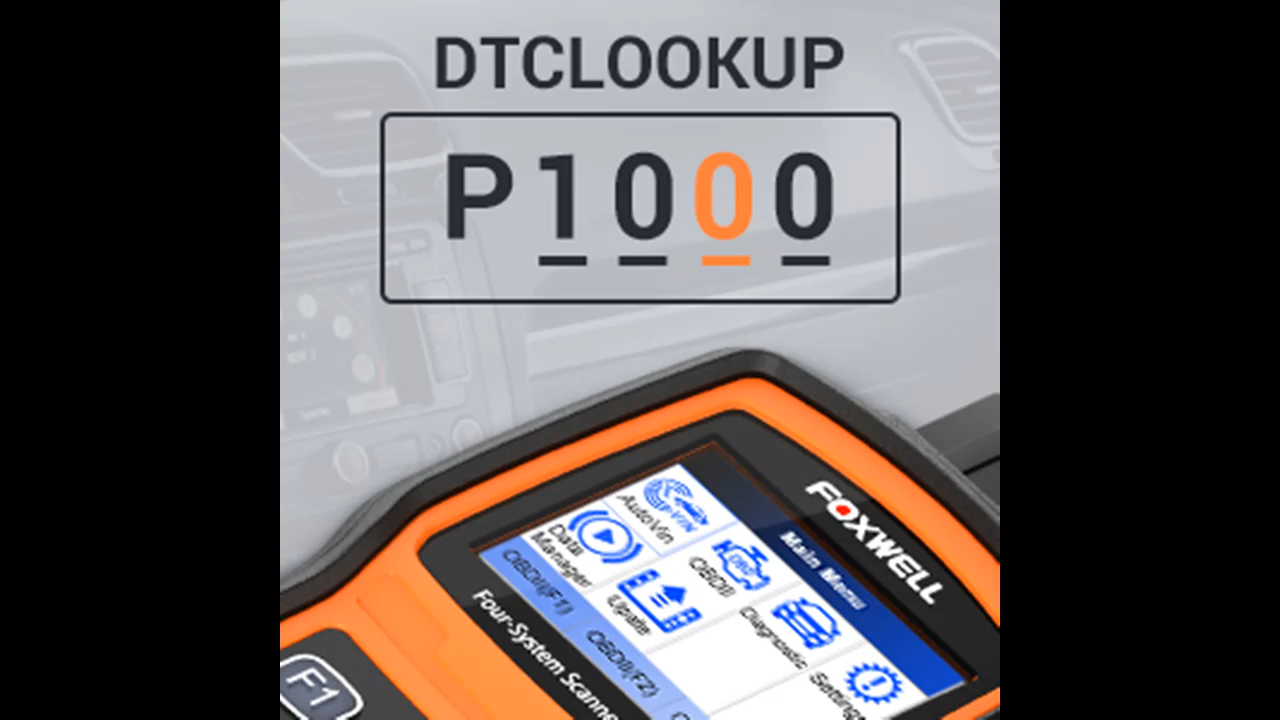 DTCLOOKUP
P1000
FOXWELL
Main Menu
AutoVin
OBDII
Diagnostic
Settings
Data
Manager
Update
OBDII(F1)
OBDII(F2)
Four-System Scanne
F1